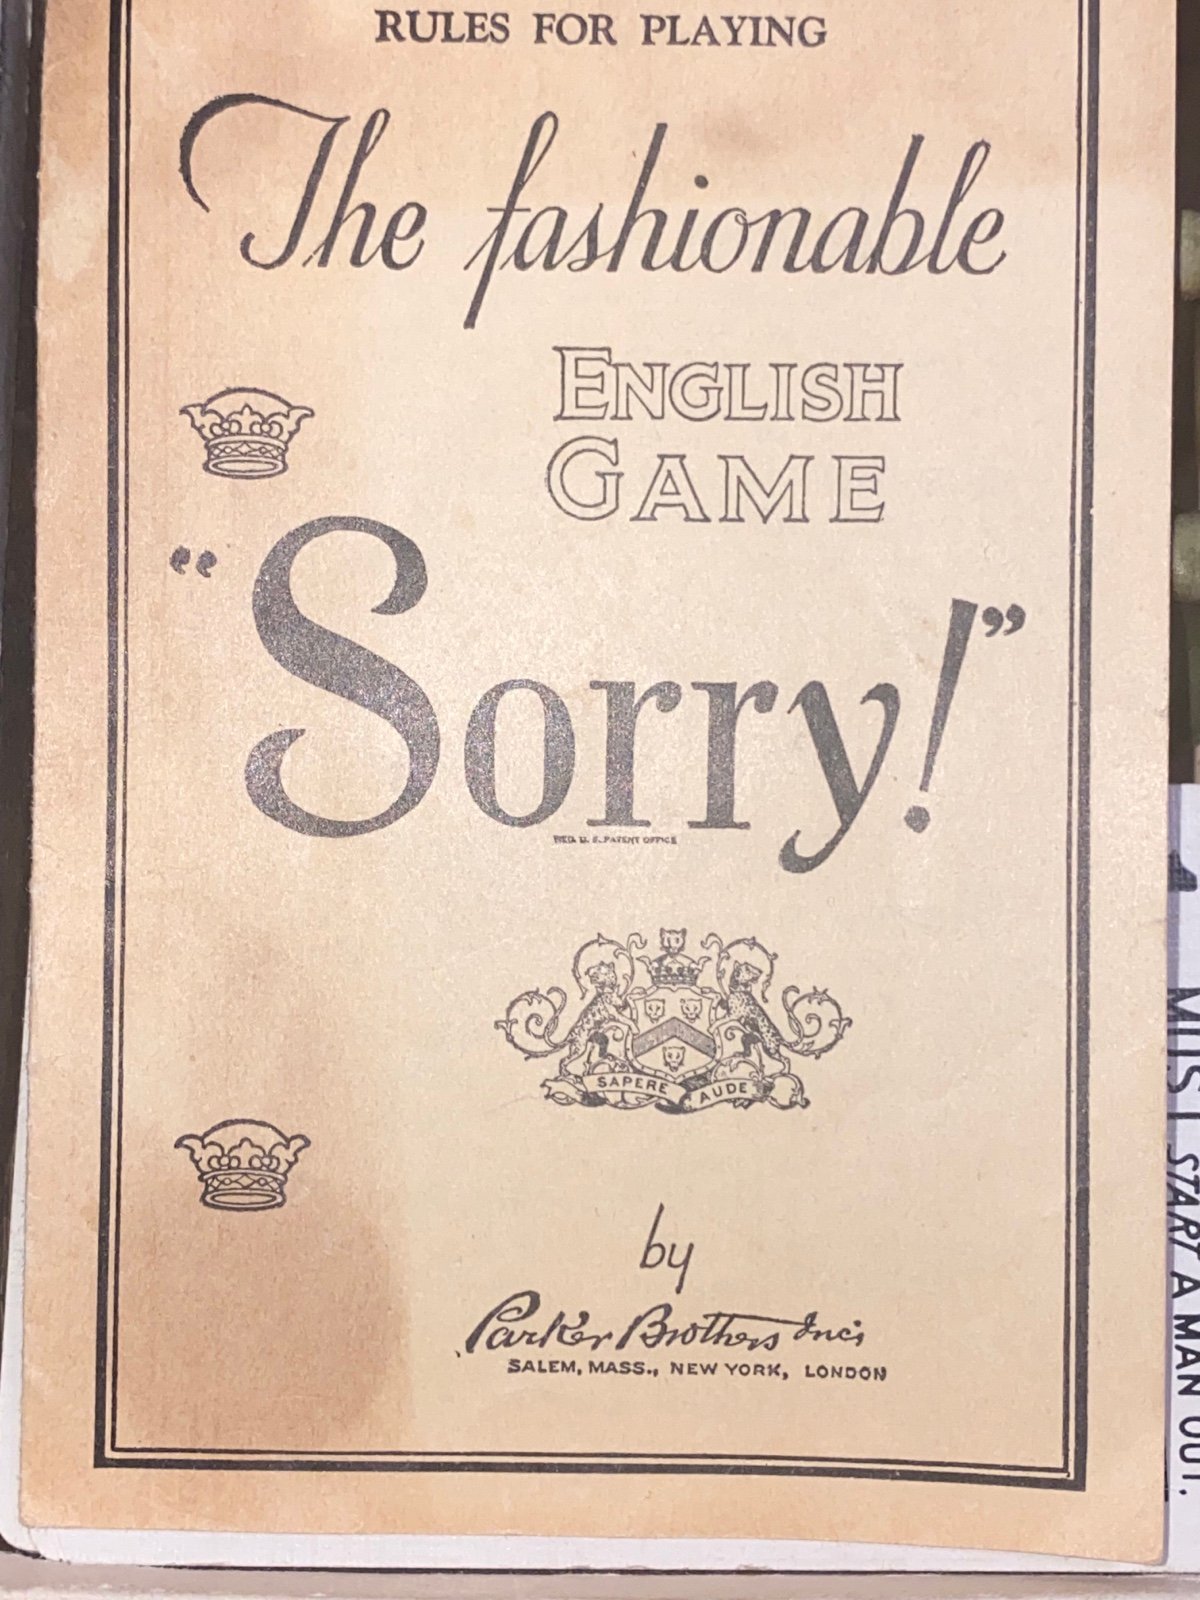 RULES FOR PLAYING
The fashionable
ENGLISH
GAME
“Sorry!”
REG. U. S. PATENT OFFICE
SAPERE AUDE
by
Parker Brothers Inc.
SALEM, MASS., NEW YORK, LONDON
MUST START A MAN OUT.